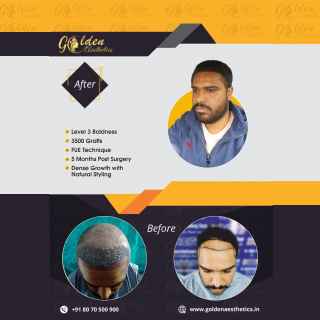 Golden
Aesthetics
After
Level 3 Baldness
3500 Grafts
FUE Technique
5 Months Post Surgery
Dense Growth with
Natural Styling
Before
+91 80 70 500 900
www.goldenaesthetics.in